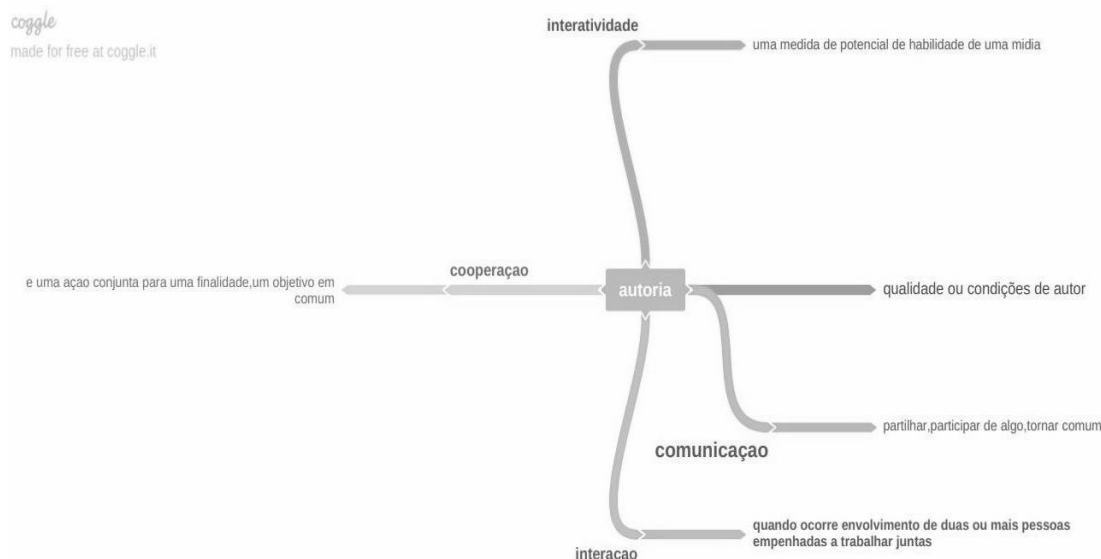 coggle
made for free at coggle.it
interatividade
uma medida de potencial de habilidade de uma midia
e uma açao conjunta para uma finalidade,um objetivo em
comum
cooperaçao
autoria
qualidade ou condições de autor
comunicaçao
partilhar,participar de algo,tornar comum
interaçao
quando ocorre envolvimento de duas ou mais pessoas
empenhadas a trabalhar juntas